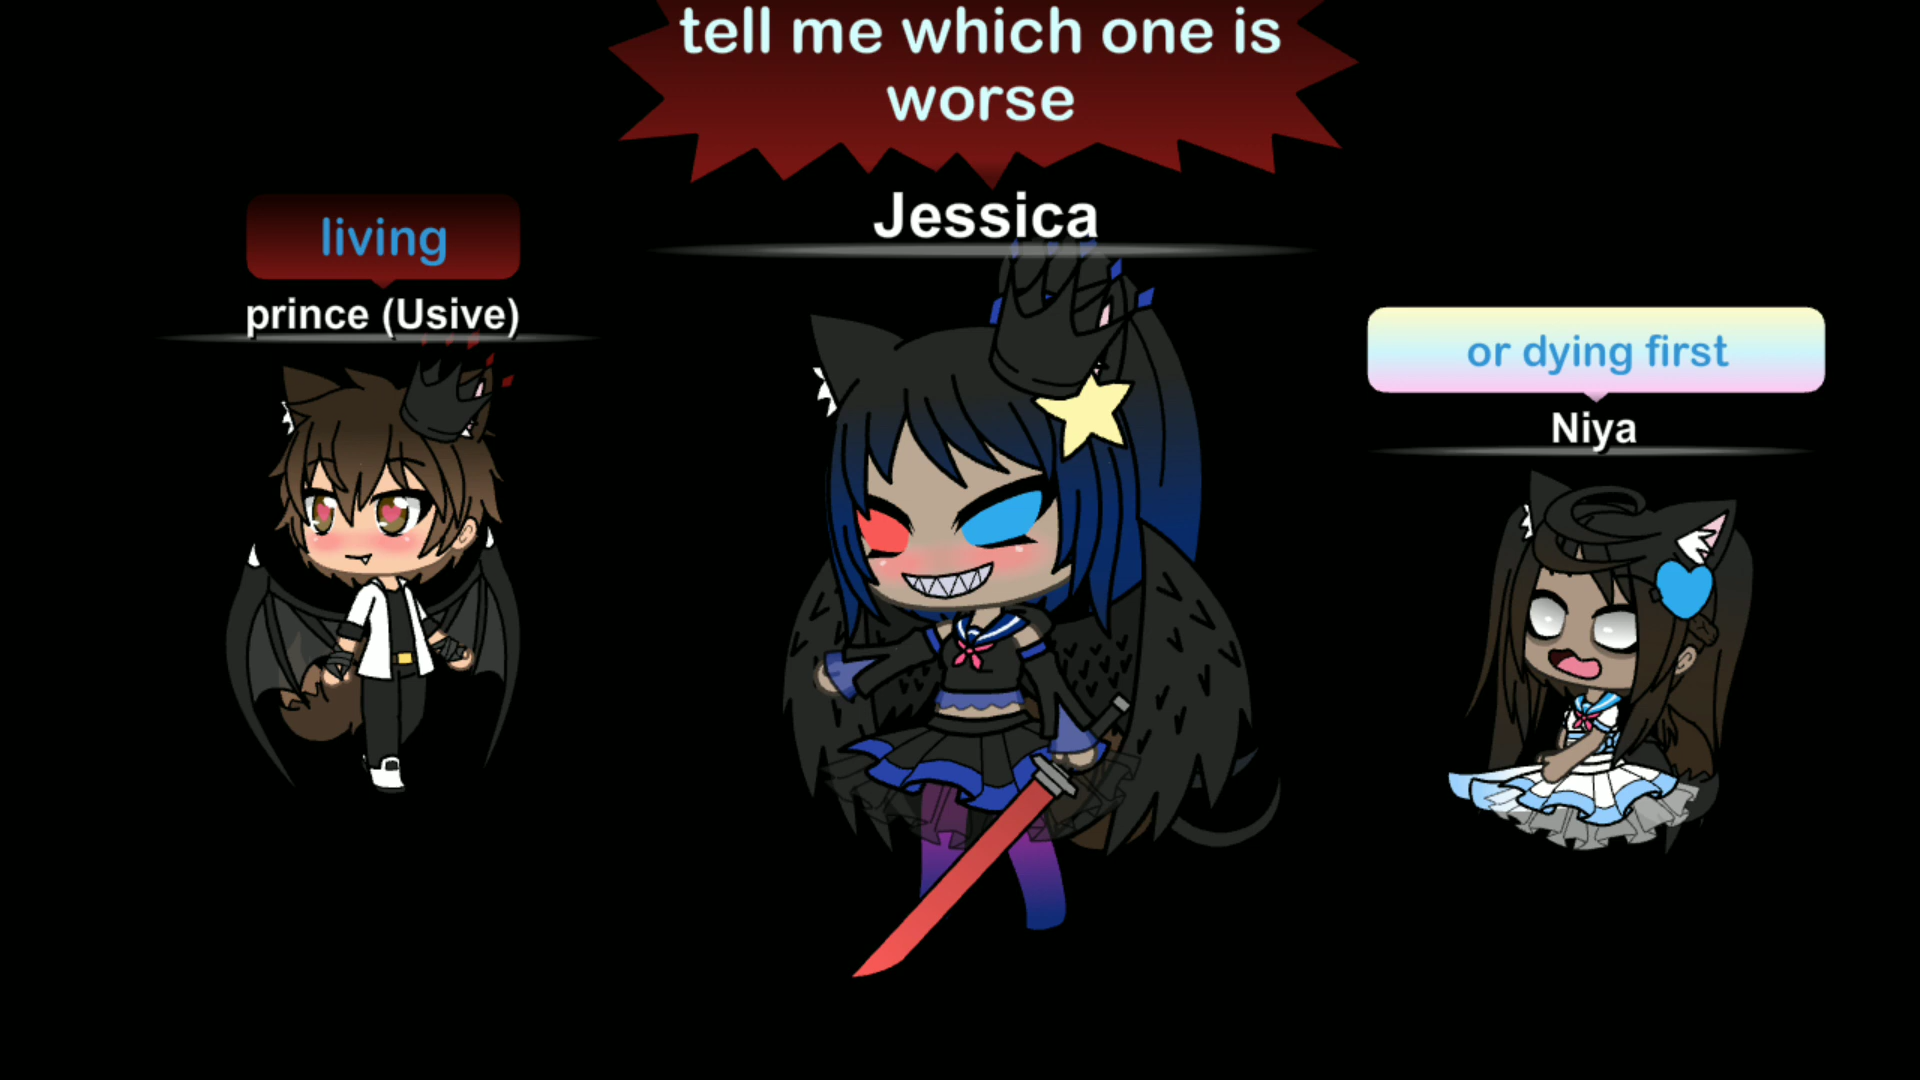 tell me which one is
worse
Jessica
living
prince (Usive)
or dying first
Niya